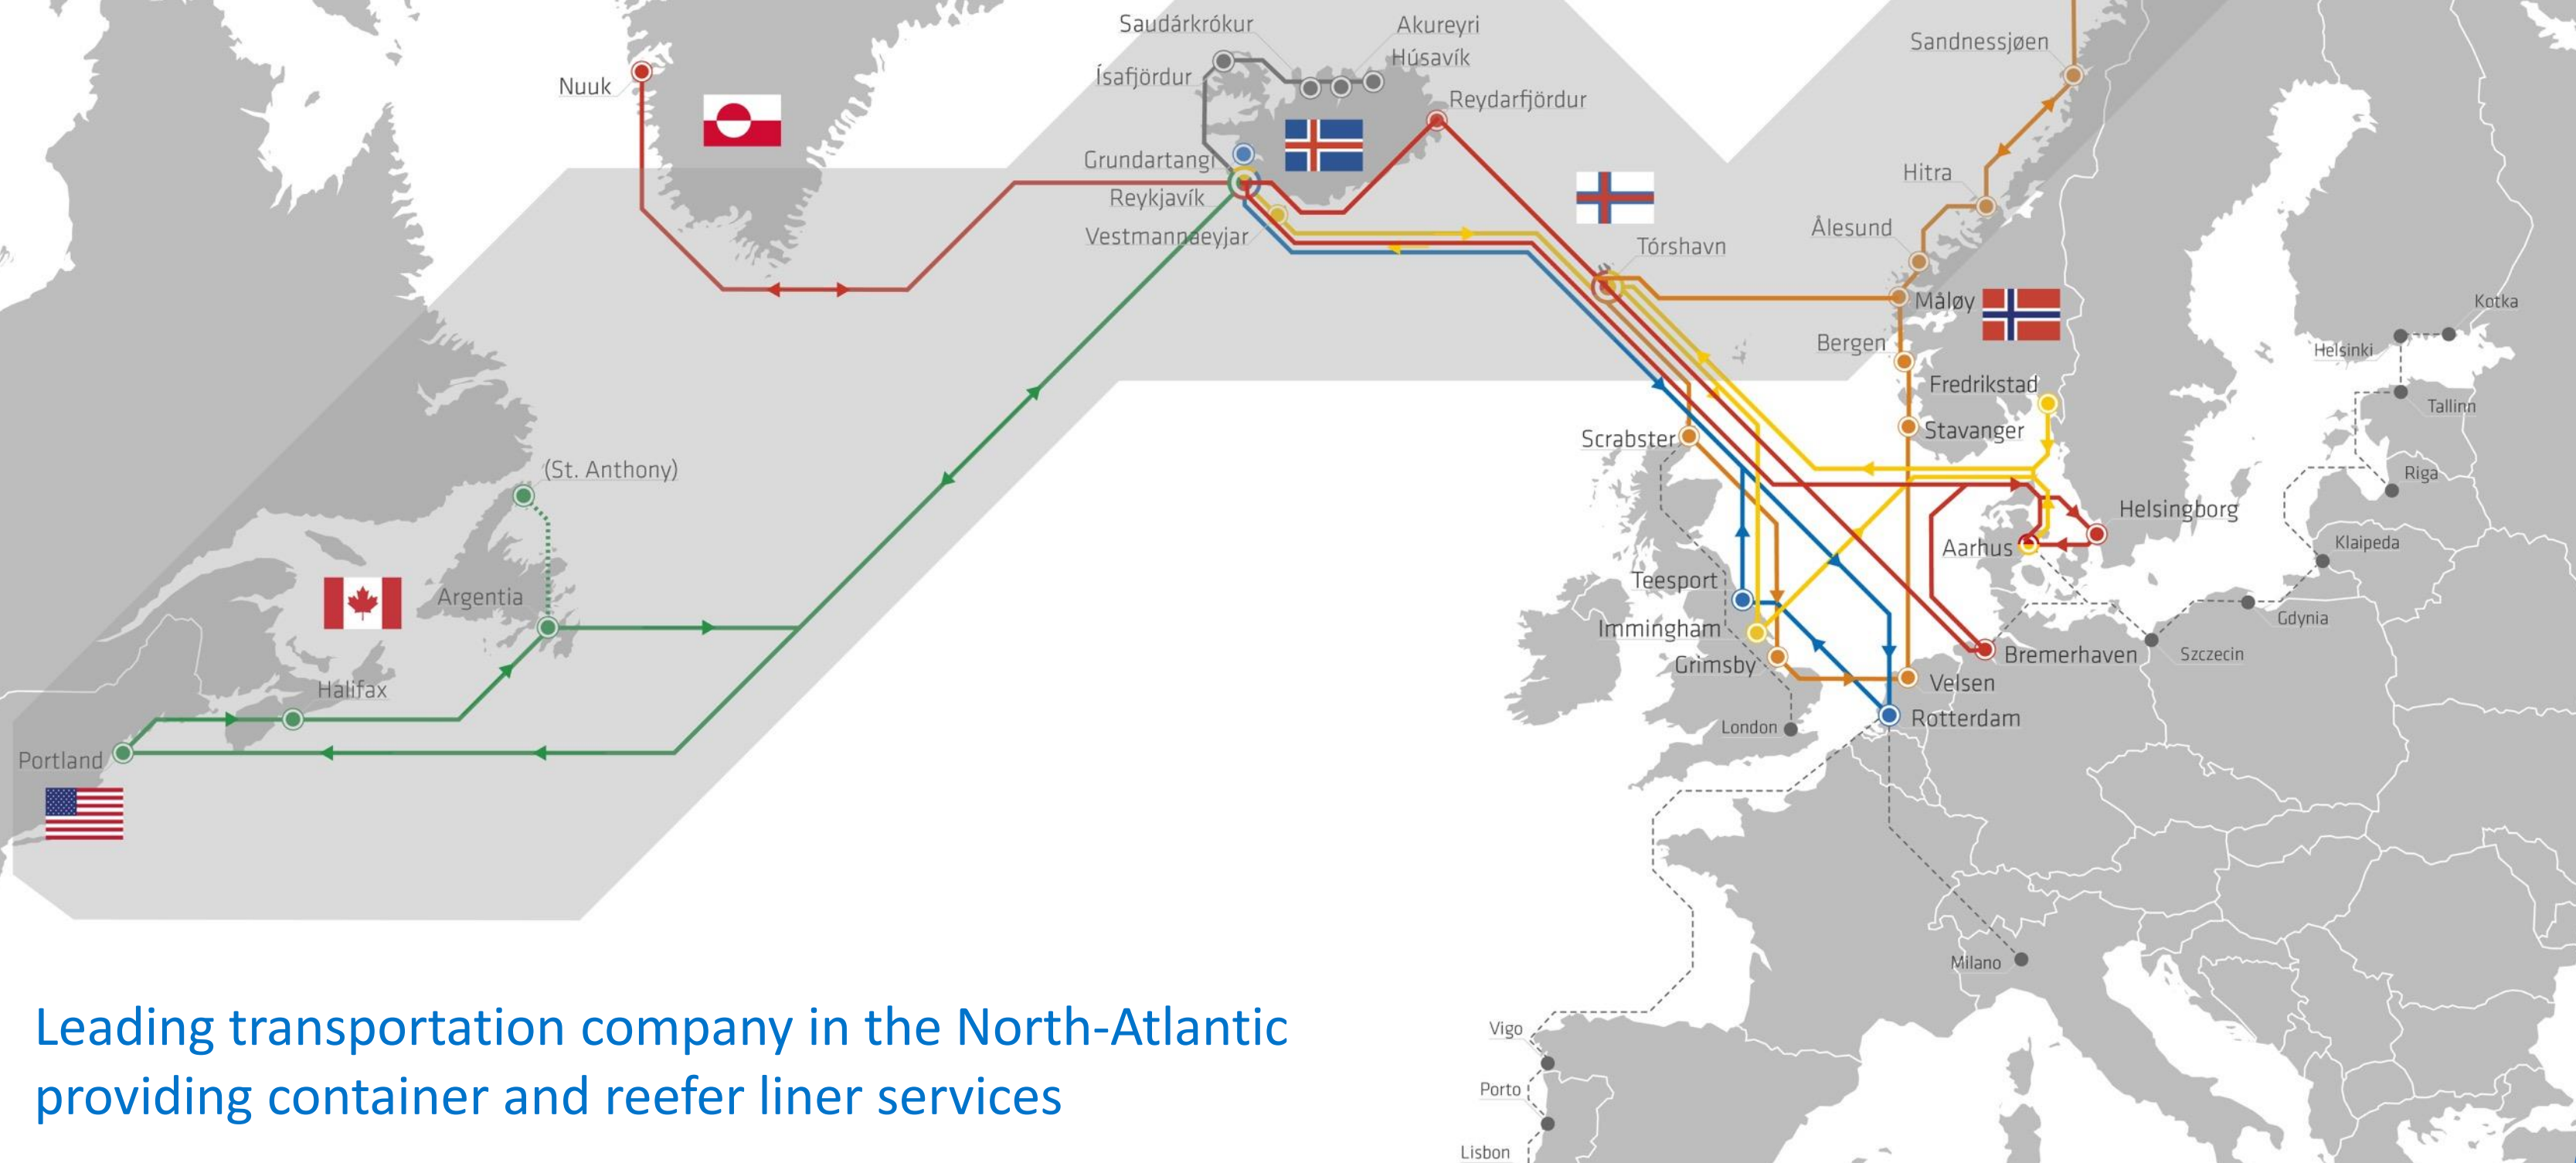 Saudárkrókur
Akureyri
Húsavík
Ísafjördur
Nuuk
Reydarfjördur
Grundartangi
Reykjavík
Vestmannaeyjar
Tórshavn
Sandnessjøen
Hitra
Ålesund
Måløy
Bergen
Fredrikstad
Stavanger
Scrabster
Kotka
Helsinki
Tallinn
Riga
Klaipeda
Gdynia
Szczecin
Helsingborg
Aarhus
Teesport
Immingham
Grimsby
Bremerhaven
Velsen
Rotterdam
London
(St. Anthony)
Argentia
Halifax
Portland
Milano
Vigo
Porto
Lisbon
Leading transportation company in the North-Atlantic
providing container and reefer liner services